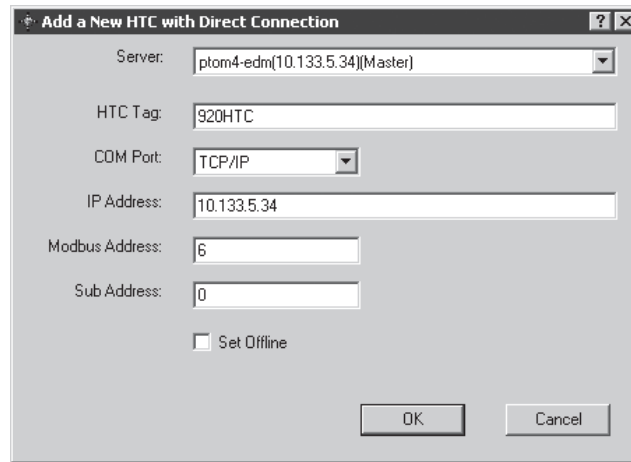 Add a New HTC with Direct Connection
Server: ptom4-edm(10.133.5.34)(Master)
HTC Tag: 920HTC
COM Port: TCP/IP
IP Address: 10.133.5.34
Modbus Address: 6
Sub Address: 0
Set Offline
OK Cancel